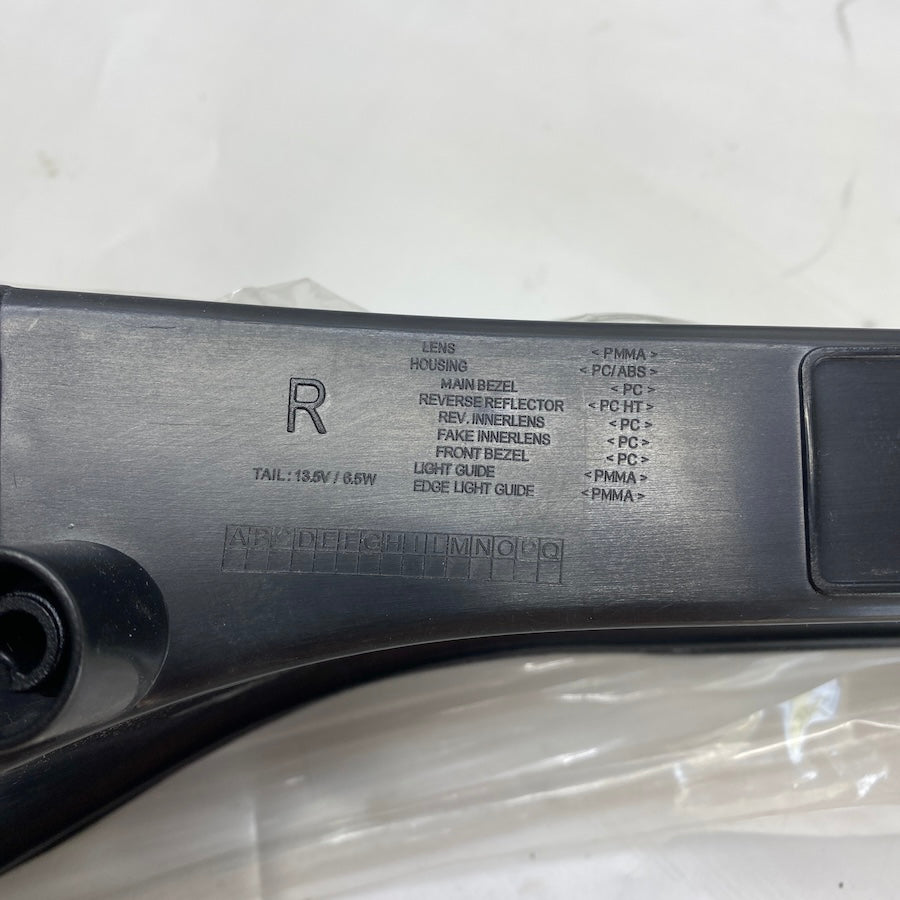 R
TAIL : 13.5V / 6.5W
LENS < PMMA >
HOUSING < PC/ABS >
MAIN BEZEL < PC >
REVERSE REFLECTOR < PC HT >
REV. INNERLENS < PC >
FAKE INNERLENS < PC >
FRONT BEZEL < PC >
LIGHT GUIDE < PMMA >
EDGE LIGHT GUIDE < PMMA >
A B C D E F G H I L M N O P Q